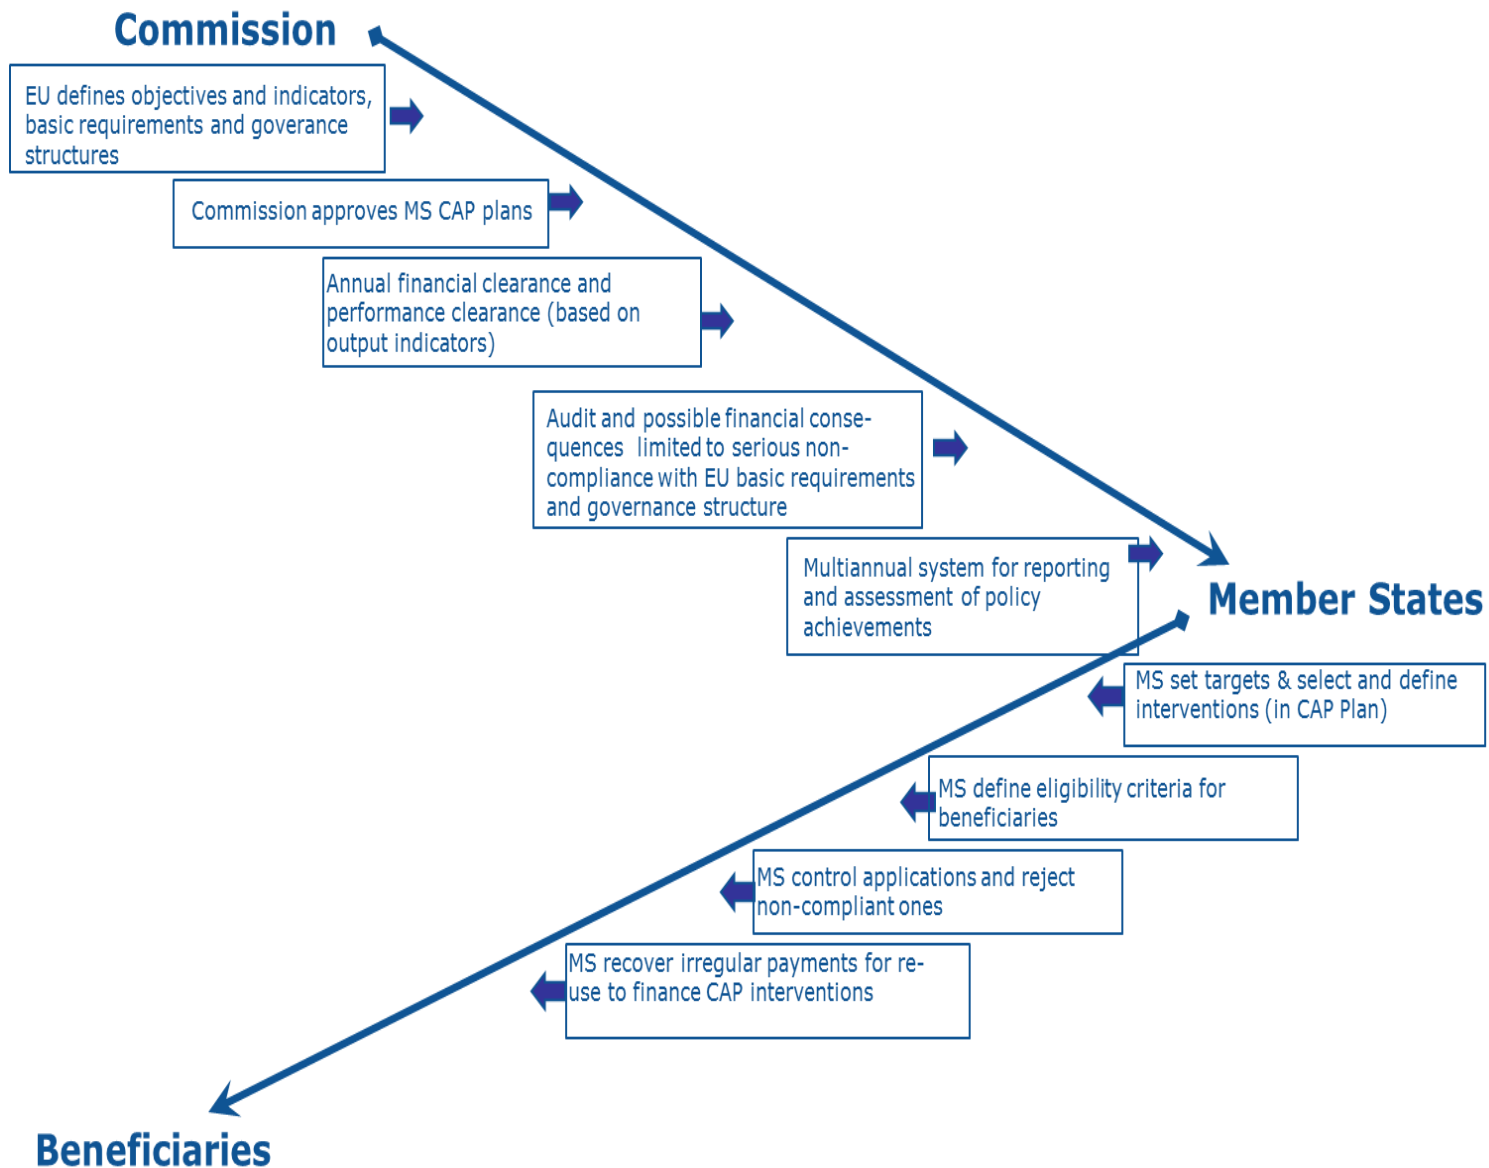 Commission
EU defines objectives and indicators,
basic requirements and goverance
structures
Commission approves MS CAP plans
Annual financial clearance and
performance clearance (based on
output indicators)
Audit and possible financial conse-
quences limited to serious non-
compliance with EU basic requirements
and governance structure
Multiannual system for reporting
and assessment of policy
achievements
Member States
MS set targets & select and define
interventions (in CAP Plan)
MS define eligibility criteria for
beneficiaries
MS control applications and reject
non-compliant ones
MS recover irregular payments for re-
use to finance CAP interventions
Beneficiaries